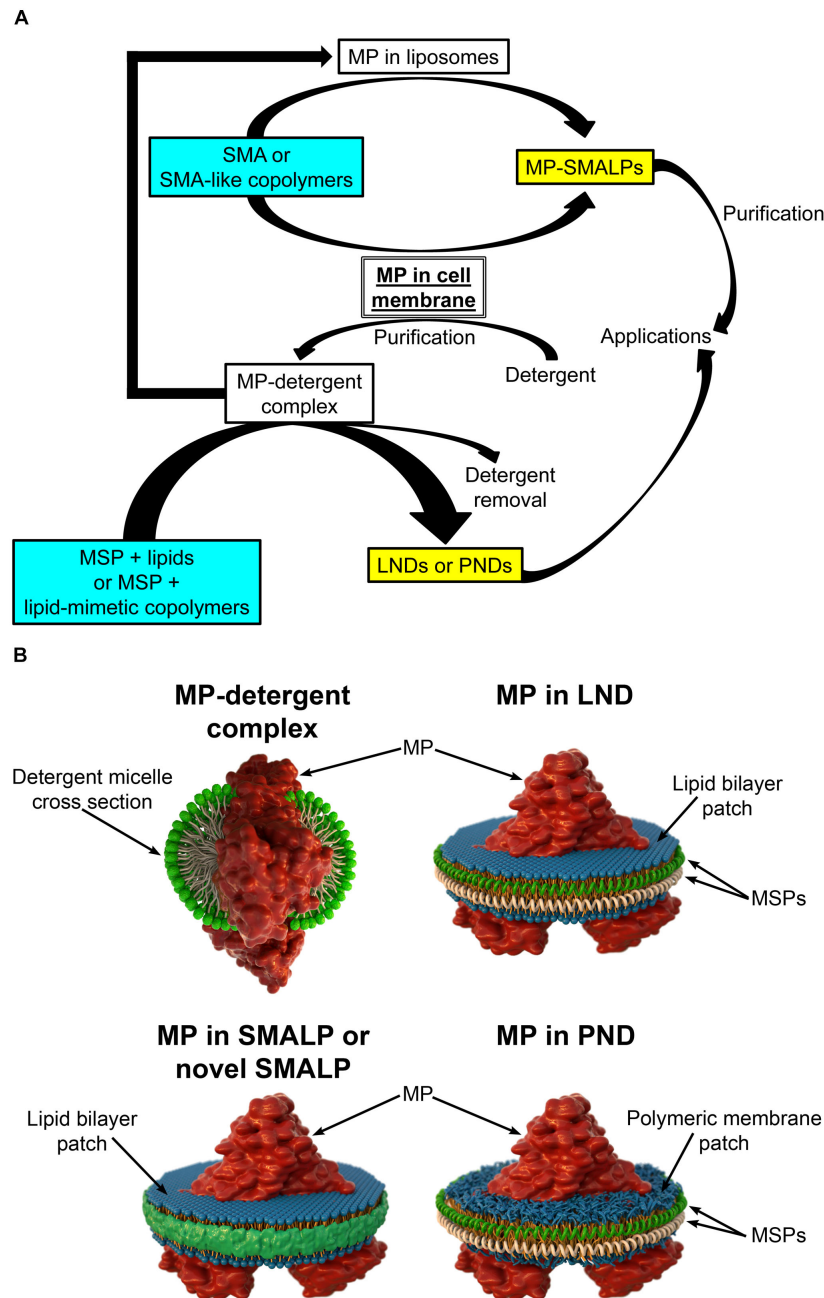 A
MP in liposomes
SMA or
SMA-like copolymers
MP-SMALPs
Purification
MP in cell
membrane
Purification
Applications
MP-detergent
complex
Detergent
Detergent
removal
MSP + lipids
or MSP +
lipid-mimetic copolymers
LNDs or PNDs
B
MP-detergent
complex
MP in LND
MP
Detergent micelle
cross section
Lipid bilayer
patch
MSPs
MP in SMALP or
novel SMALP
MP in PND
MP
Lipid bilayer
patch
Polymeric membrane
patch
MSPs